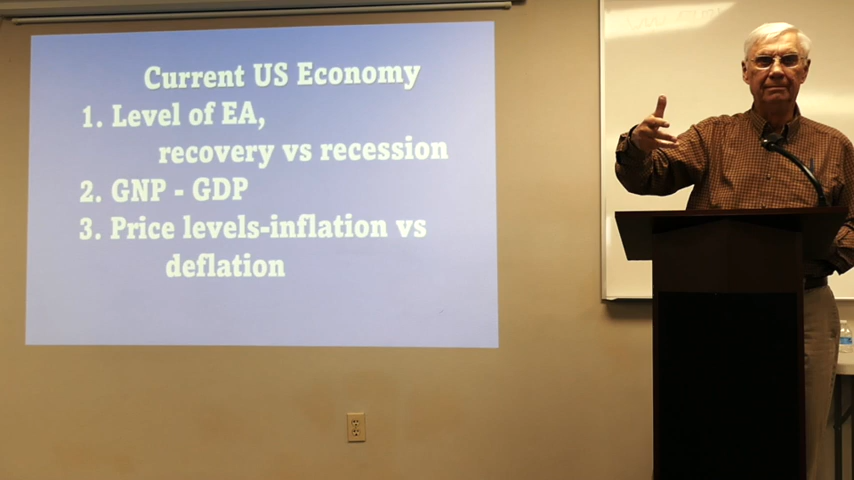 Current US Economy
1. Level of EA,
recovery vs recession
2. GNP - GDP
3. Price levels-inflation vs
deflation